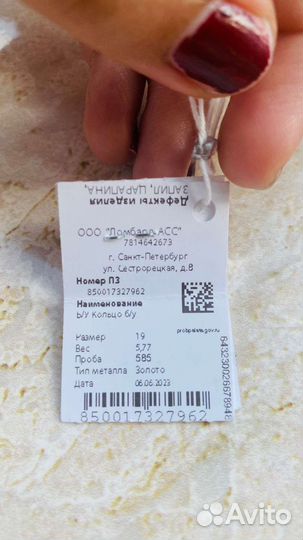 Дефекты изделия
ЗАПИЛ, ЦАРАПИНА,
ООО "Ломбард АСС"
7814642673
г. Санкт-Петербург
ул. Сестрорецкая, д.8
Номер ПЗ
850017327962
Наименование
Б/У Кольцо б/у
probpalata.gov.ru
Размер 19
Вес 5,77
Проба 585
Тип металла Золото
Дата 06.06.2023
850017327962
Avito